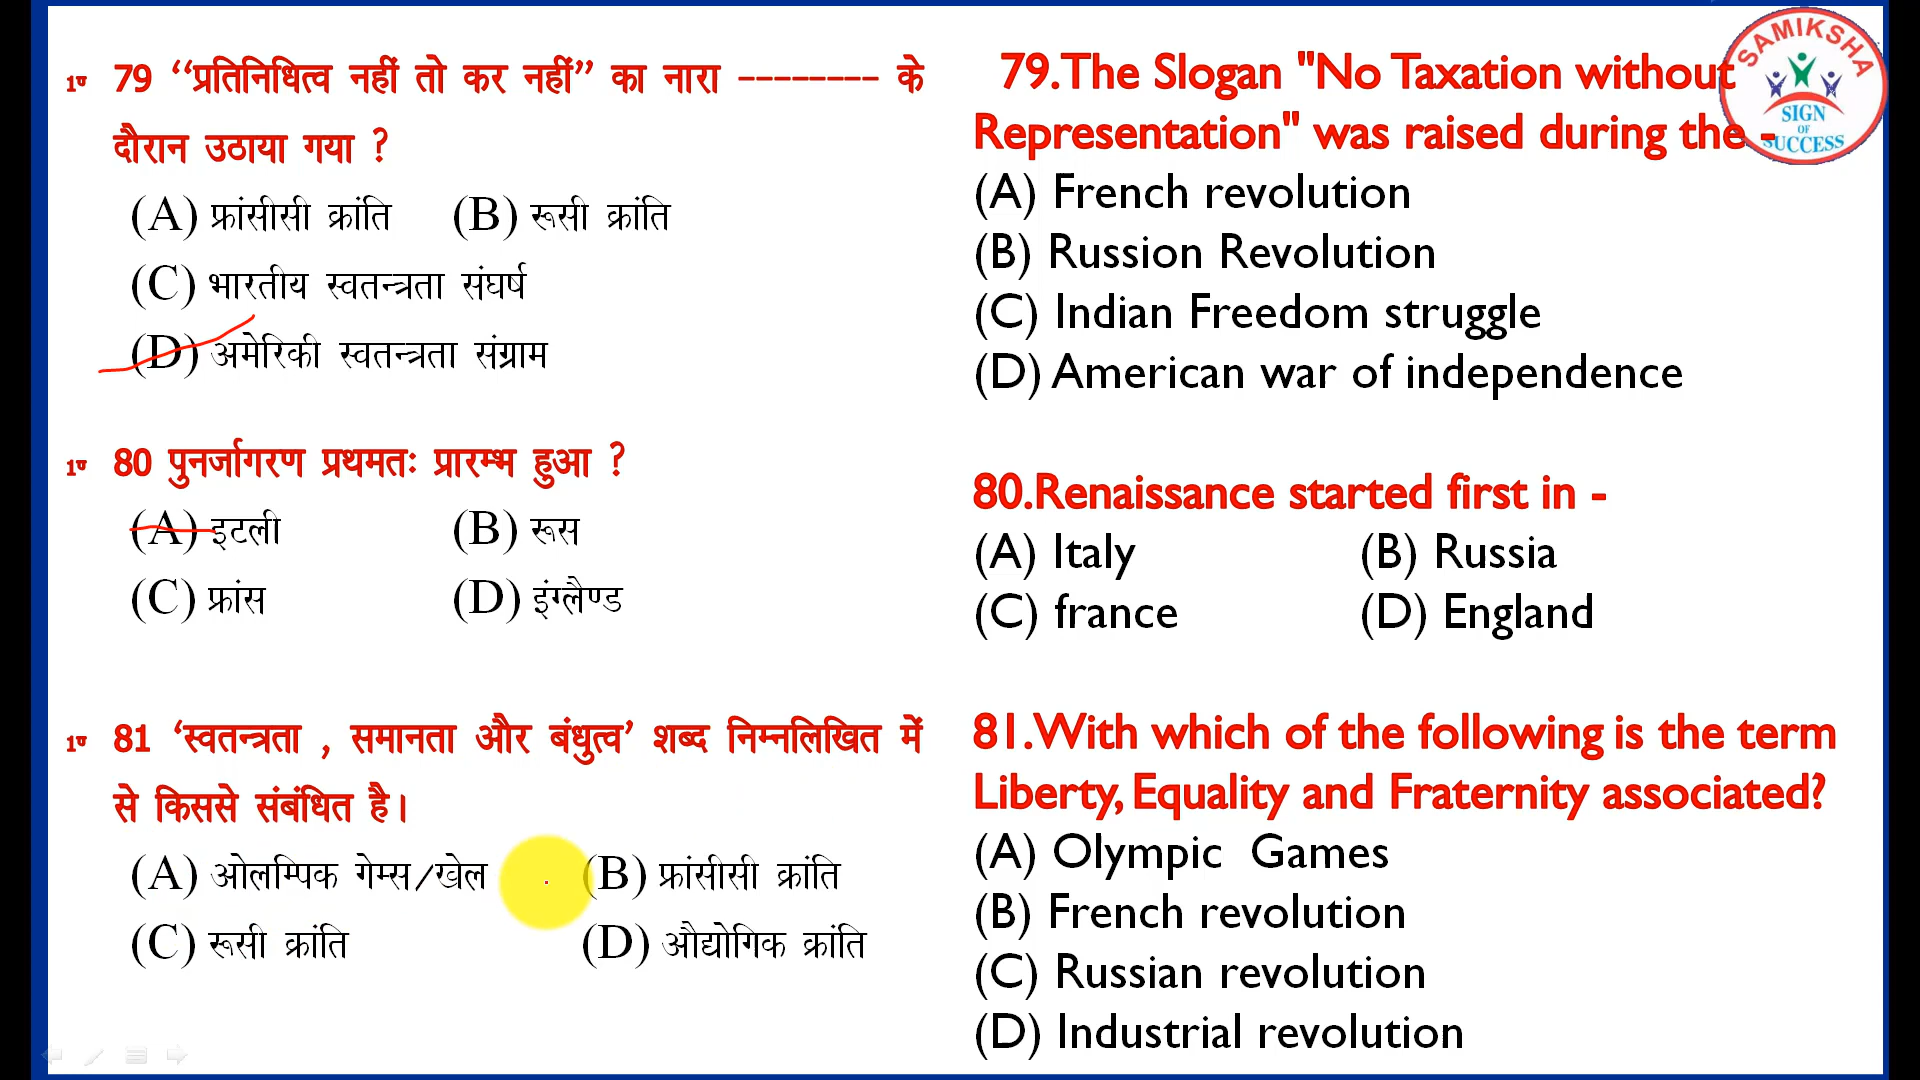 1प 79 “प्रतिनिधित्व नहीं तो कर नहीं” का नारा -------- के
दौरान उठाया गया ?
(A) फ्रांसीसी क्रांति (B) रूसी क्रांति
(C) भारतीय स्वतन्त्रता संघर्ष
(D) अमेरिकी स्वतन्त्रता संग्राम
1प 80 पुनर्जागरण प्रथमतः प्रारम्भ हुआ ?
(A) इटली (B) रूस
(C) फ्रांस (D) इंग्लैण्ड
1प 81 ‘स्वतन्त्रता , समानता और बंधुत्व’ शब्द निम्नलिखित में
से किससे संबंधित है।
(A) ओलम्पिक गेम्स/खेल (B) फ्रांसीसी क्रांति
(C) रूसी क्रांति (D) औद्योगिक क्रांति
79.The Slogan "No Taxation without
Representation" was raised during the -
(A) French revolution
(B) Russion Revolution
(C) Indian Freedom struggle
(D) American war of independence
80.Renaissance started first in -
(A) Italy (B) Russia
(C) france (D) England
81.With which of the following is the term
Liberty, Equality and Fraternity associated?
(A) Olympic Games
(B) French revolution
(C) Russian revolution
(D) Industrial revolution
SAMIKSHA
SIGN
OF
SUCCESS